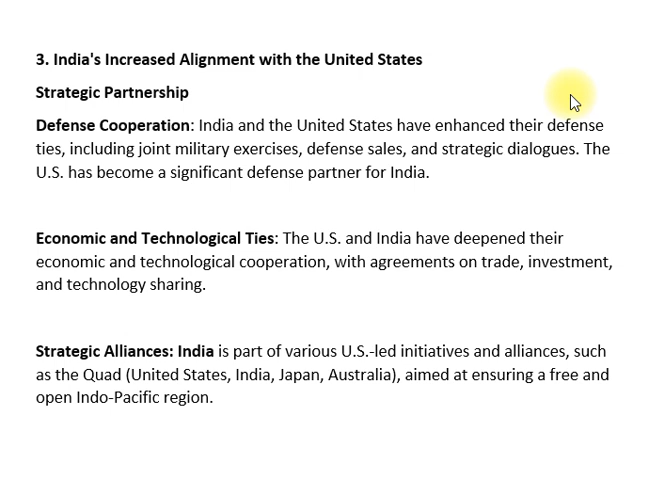 3. India's Increased Alignment with the United States
Strategic Partnership
Defense Cooperation: India and the United States have enhanced their defense
ties, including joint military exercises, defense sales, and strategic dialogues. The
U.S. has become a significant defense partner for India.
Economic and Technological Ties: The U.S. and India have deepened their
economic and technological cooperation, with agreements on trade, investment,
and technology sharing.
Strategic Alliances: India is part of various U.S.-led initiatives and alliances, such
as the Quad (United States, India, Japan, Australia), aimed at ensuring a free and
open Indo-Pacific region.